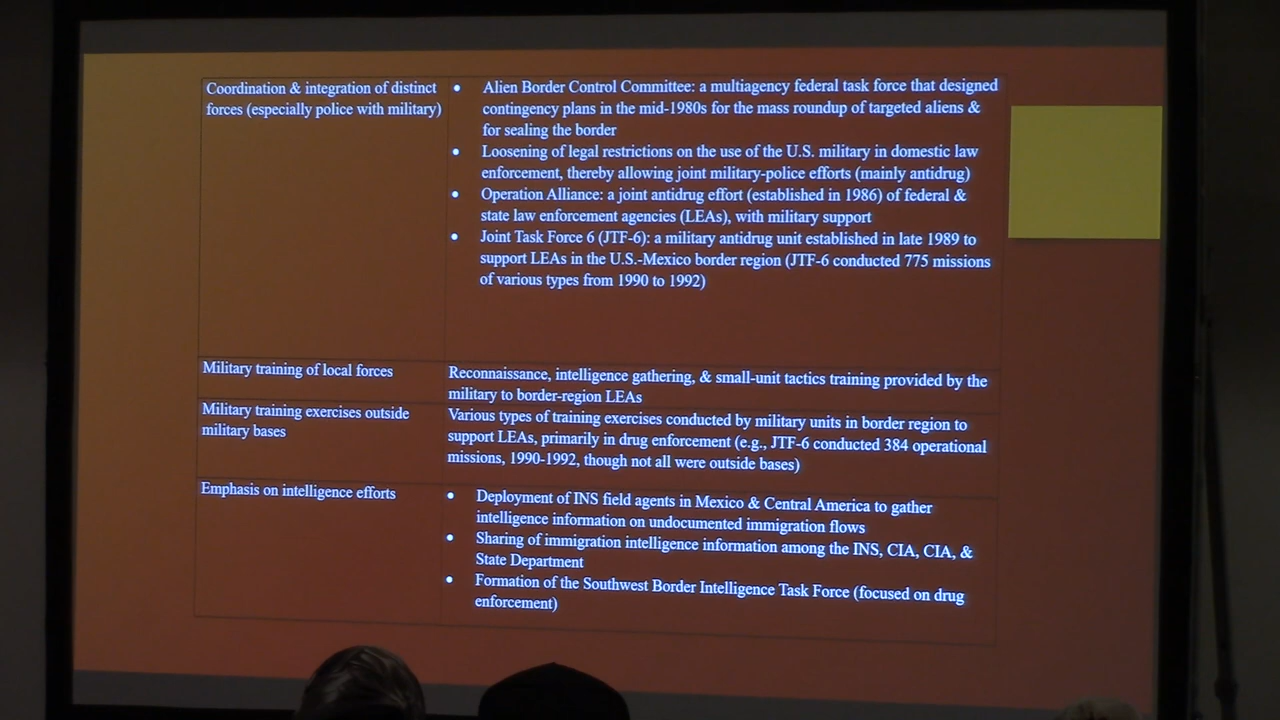 Coordination & integration of distinct
forces (especially police with military)
• Alien Border Control Committee: a multiagency federal task force that designed
contingency plans in the mid-1980s for the mass roundup of targeted aliens &
for sealing the border
• Loosening of legal restrictions on the use of the U.S. military in domestic law
enforcement, thereby allowing joint military-police efforts (mainly antidrug)
• Operation Alliance: a joint antidrug effort (established in 1986) of federal &
state law enforcement agencies (LEAs), with military support
• Joint Task Force 6 (JTF-6): a military antidrug unit established in late 1989 to
support LEAs in the U.S.-Mexico border region (JTF-6 conducted 775 missions
of various types from 1990 to 1992)
Military training of local forces
Reconnaissance, intelligence gathering, & small-unit tactics training provided by the
military to border-region LEAs
Military training exercises outside
military bases
Various types of training exercises conducted by military units in border region to
support LEAs, primarily in drug enforcement (e.g., JTF-6 conducted 384 operational
missions, 1990-1992, though not all were outside bases)
Emphasis on intelligence efforts
• Deployment of INS field agents in Mexico & Central America to gather
intelligence information on undocumented immigration flows
• Sharing of immigration intelligence information among the INS, CIA, CIA, &
State Department
• Formation of the Southwest Border Intelligence Task Force (focused on drug
enforcement)